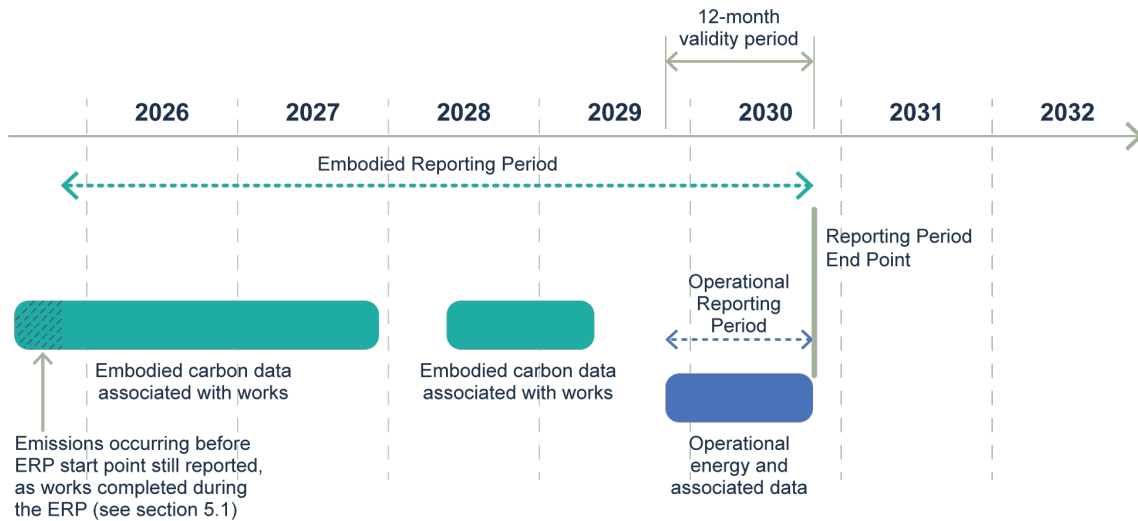 12-month
validity period
2026
2027
2028
2029
2030
2031
2032
Embodied Reporting Period
Reporting Period
End Point
Operational
Reporting
Period
Embodied carbon data
associated with works
Embodied carbon data
associated with works
Emissions occurring before
ERP start point still reported,
as works completed during
the ERP (see section 5.1)
Operational
energy and
associated data